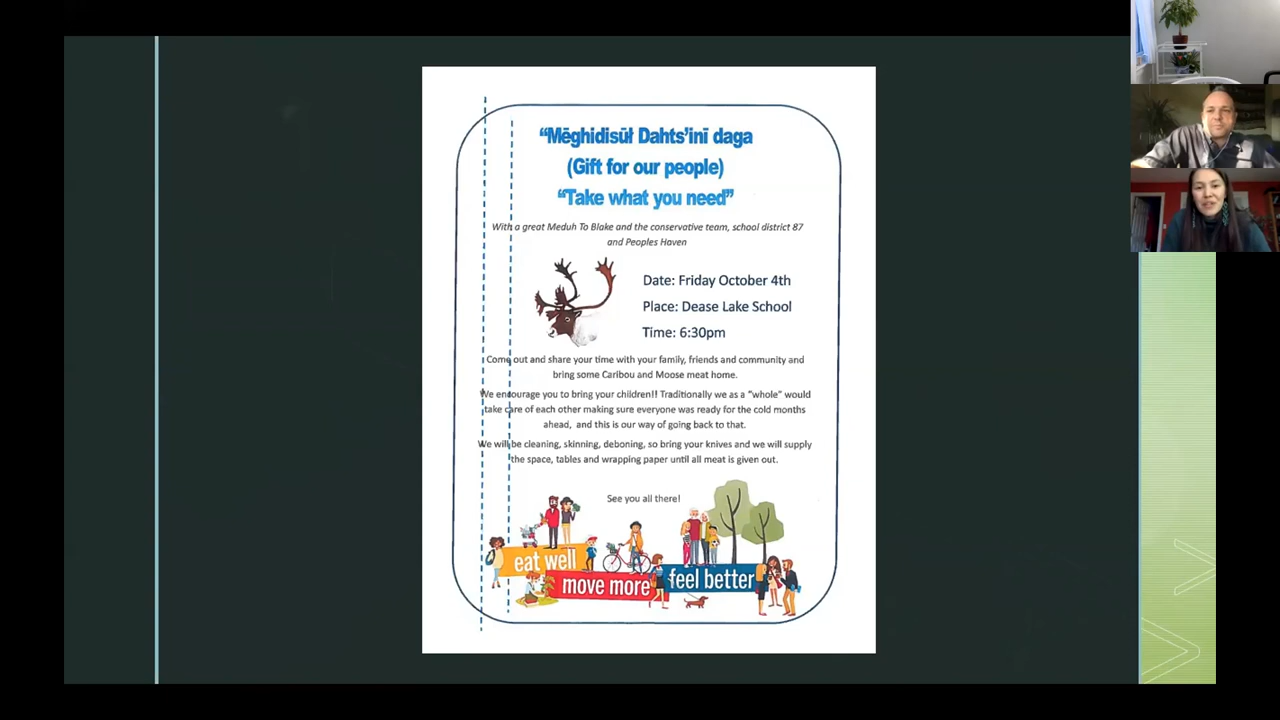 “Mēghidisūł Dahts’inī daga
(Gift for our people)
“Take what you need”
With a great Meduh To Blake and the conservative team, school district 87
and Peoples Haven
Date: Friday October 4th
Place: Dease Lake School
Time: 6:30pm
Come out and share your time with your family, friends and community and
bring some Caribou and Moose meat home.
We encourage you to bring your children!! Traditionally we as a “whole” would
take care of each other making sure everyone was ready for the cold months
ahead, and this is our way of going back to that.
We will be cleaning, skinning, deboning, so bring your knives and we will supply
the space, tables and wrapping paper until all meat is given out.
See you all there!
eat well
move more
feel better